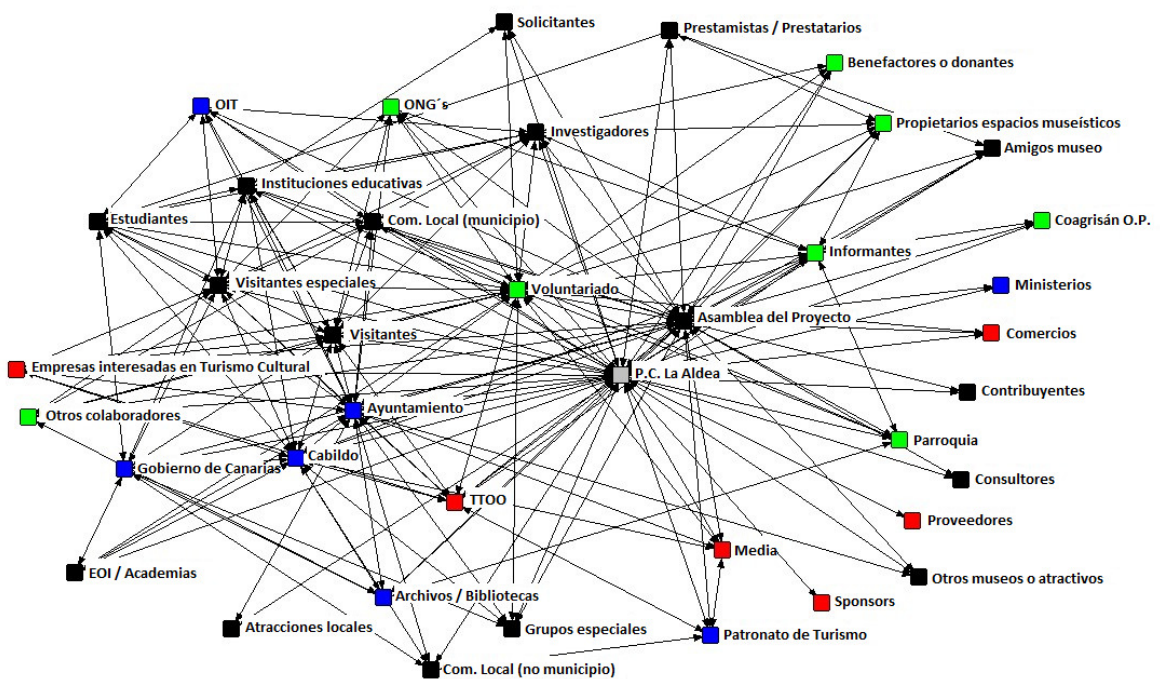 Solicitantes
Prestamistas / Prestatarios
Benefactores o donantes
OIT
ONG´s
Investigadores
Propietarios espacios museísticos
Amigos museo
Instituciones educativas
Estudiantes
Com. Local (municipio)
Coagrisán O.P.
Informantes
Visitantes especiales
Voluntariado
Ministerios
Asamblea del Proyecto
Visitantes
Comercios
Empresas interesadas en Turismo Cultural
P.C. La Aldea
Contribuyentes
Otros colaboradores
Ayuntamiento
Parroquia
Gobierno de Canarias
Cabildo
Consultores
TTOO
Proveedores
Media
EOI / Academias
Otros museos o atractivos
Archivos / Bibliotecas
Sponsors
Atracciones locales
Grupos especiales
Patronato de Turismo
Com. Local (no municipio)